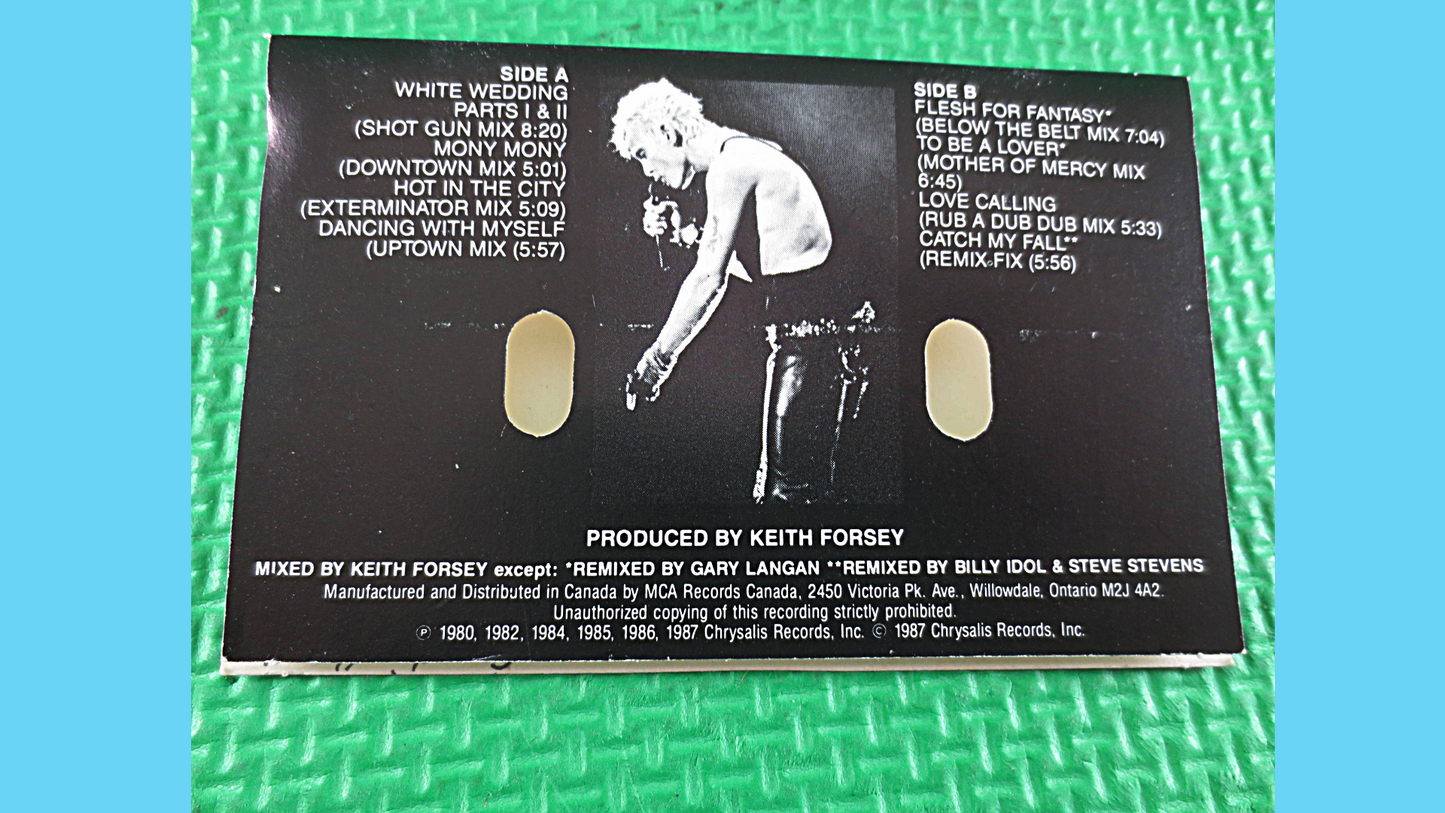 SIDE A
WHITE WEDDING
PARTS I & II
(SHOT GUN MIX 8:20)
MONY MONY
(DOWNTOWN MIX 5:01)
HOT IN THE CITY
(EXTERMINATOR MIX 5:09)
DANCING WITH MYSELF
(UPTOWN MIX (5:57)
SIDE B
FLESH FOR FANTASY*
(BELOW THE BELT MIX 7:04)
TO BE A LOVER*
(MOTHER OF MERCY MIX
6:45)
LOVE CALLING
(RUB A DUB DUB MIX 5:33)
CATCH MY FALL**
(REMIX FIX (5:56)
PRODUCED BY KEITH FORSEY
MIXED BY KEITH FORSEY except: *REMIXED BY GARY LANGAN **REMIXED BY BILLY IDOL & STEVE STEVENS
Manufactured and Distributed in Canada by MCA Records Canada, 2450 Victoria Pk. Ave., Willowdale, Ontario M2J 4A2.
Unauthorized copying of this recording strictly prohibited.
℗ 1980, 1982, 1984, 1985, 1986, 1987 Chrysalis Records, Inc. © 1987 Chrysalis Records, Inc.